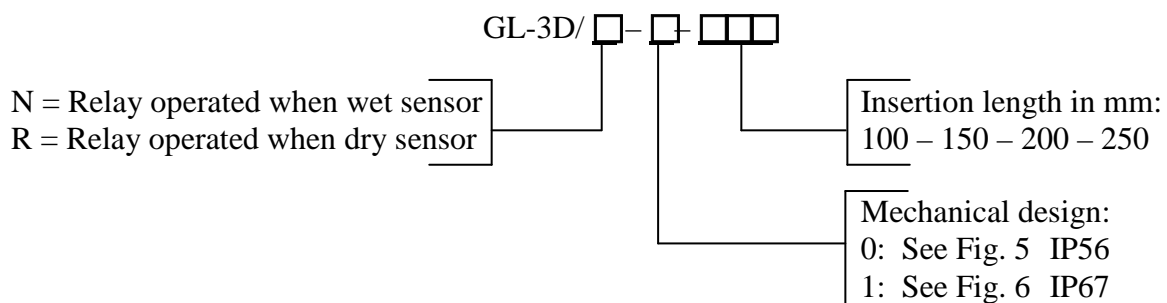 GL-3D/ □ – □ – □□□
N = Relay operated when wet sensor
R = Relay operated when dry sensor
Insertion length in mm:
100 – 150 – 200 – 250
Mechanical design:
0: See Fig. 5 IP56
1: See Fig. 6 IP67